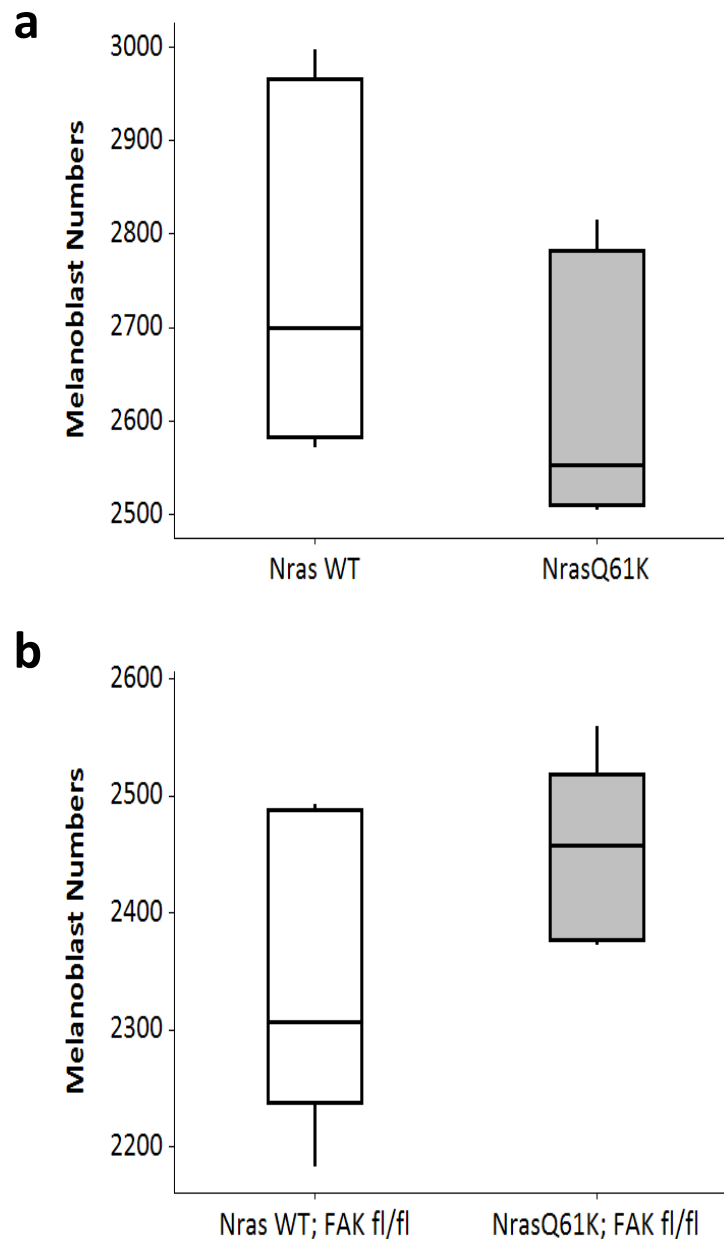 a
Melanoblast Numbers
3000
2900
2800
2700
2600
2500
Nras WT
NrasQ61K
b
Melanoblast Numbers
2600
2500
2400
2300
2200
Nras WT; FAK fl/fl
NrasQ61K; FAK fl/fl